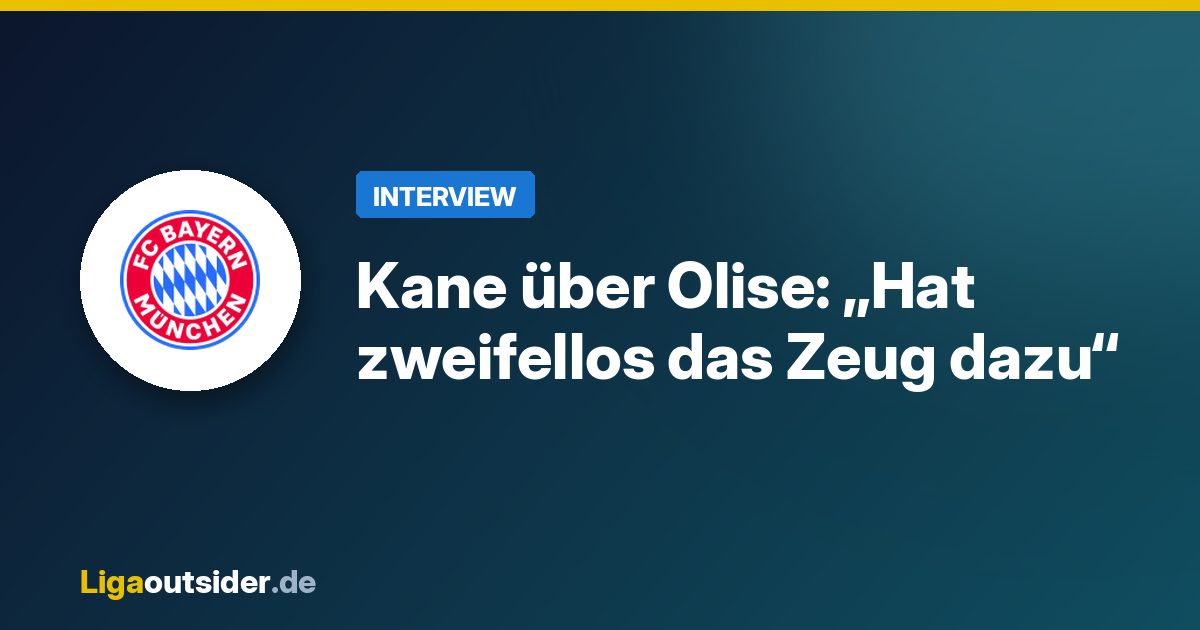 FC BAYERN
MÜNCHEN
INTERVIEW
Kane über Olise: „Hat
zweifellos das Zeug dazu“
Ligaoutsider.de